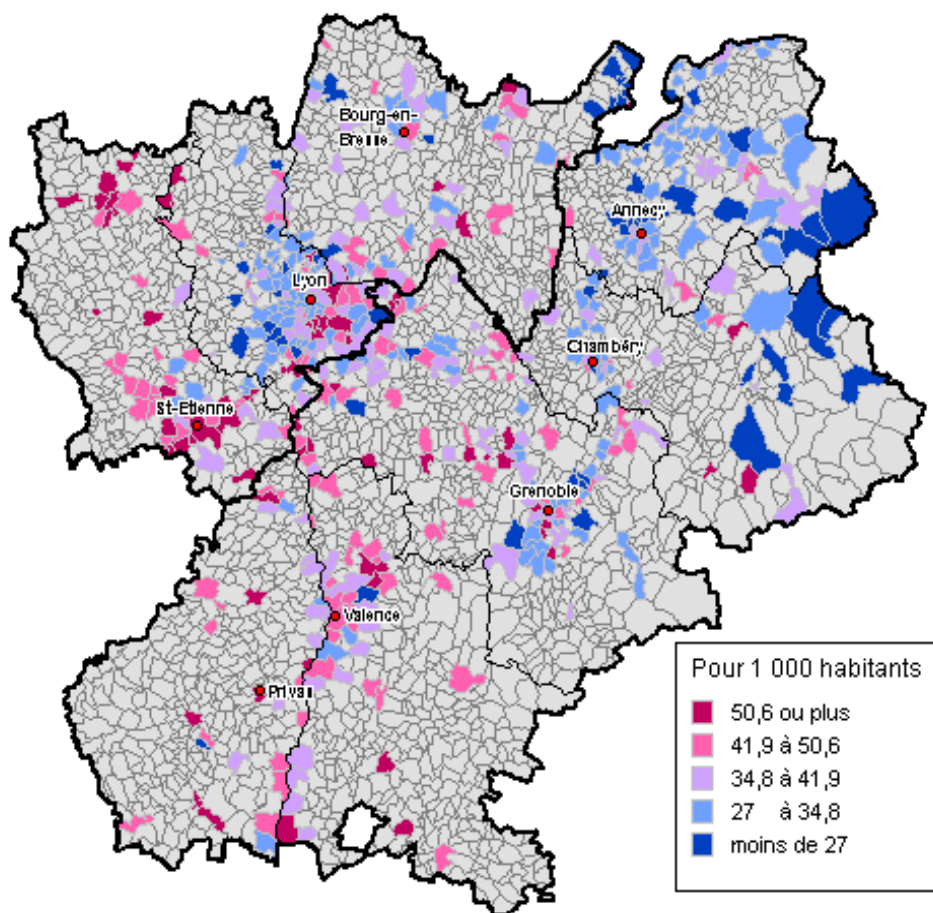 Bourg-en-
Bresse
Annecy
Lyon
Chambéry
St-Etienne
Grenoble
Valence
Privas
Pour 1 000 habitants
50,6 ou plus
41,9 à 50,6
34,8 à 41,9
27 à 34,8
moins de 27